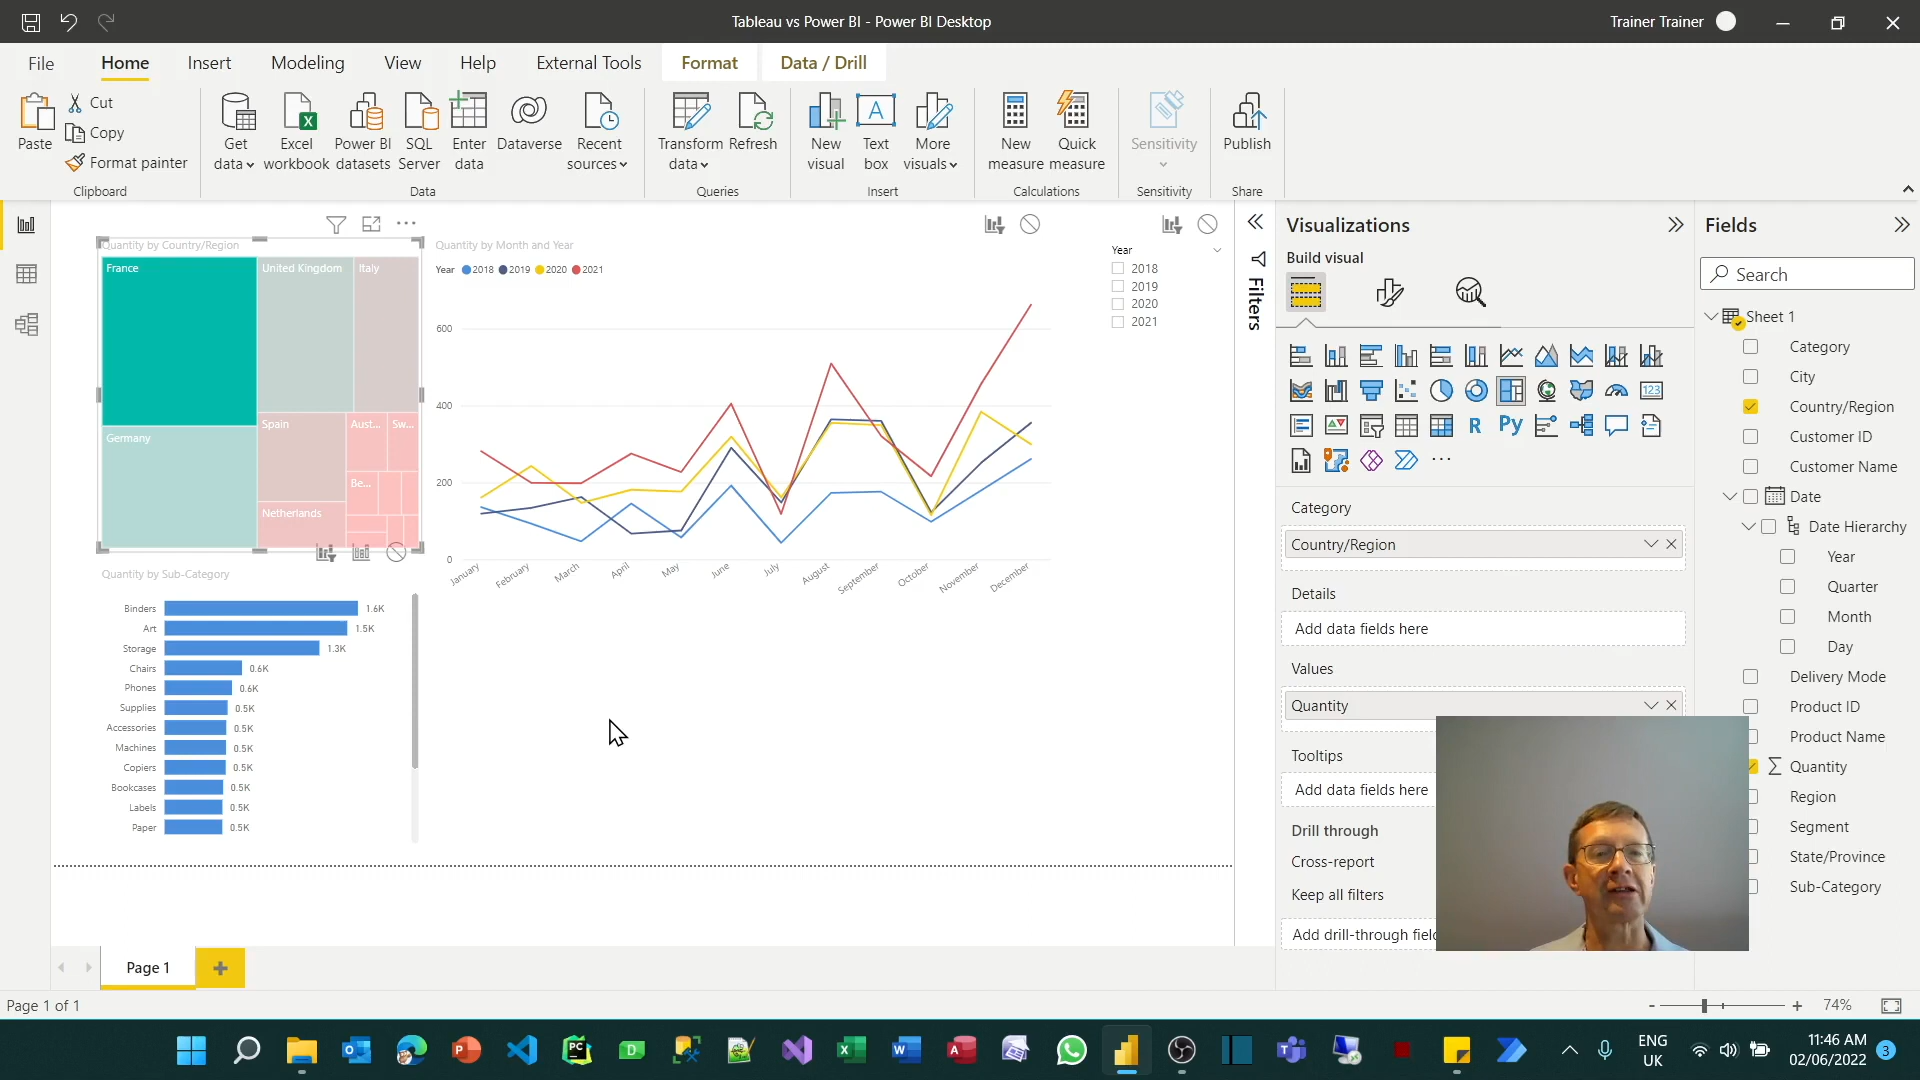 Tableau vs Power BI - Power BI Desktop
Trainer Trainer
File
Home
Insert
Modeling
View
Help
External Tools
Format
Data / Drill
Paste
Cut
Copy
Format painter
Clipboard
Get
data
Excel
workbook
Power BI
datasets
SQL
Server
Enter
data
Dataverse
Recent
sources
Data
Transform
data
Refresh
Queries
New
visual
Text
box
More
visuals
Insert
New
measure
Quick
measure
Calculations
Sensitivity
Sensitivity
Publish
Share
Quantity by Country/Region
France
United Kingdom
Italy
Germany
Spain
Aust...
Sw...
Be...
Netherlands
Quantity by Month and Year
Year 2018 2019 2020 2021
600
400
200
0
January
February
March
April
May
June
July
August
September
October
November
December
Year
2018
2019
2020
2021
Quantity by Sub-Category
Binders 1.6K
Art 1.5K
Storage 1.3K
Chairs 0.6K
Phones 0.6K
Supplies 0.5K
Accessories 0.5K
Machines 0.5K
Copiers 0.5K
Bookcases 0.5K
Labels 0.5K
Paper 0.5K
Filters
Visualizations
Build visual
123
R
Py
Category
Country/Region
Details
Add data fields here
Values
Quantity
Tooltips
Add data fields here
Drill through
Cross-report
Keep all filters
Add drill-through field
Fields
Search
Sheet 1
Category
City
Country/Region
Customer ID
Customer Name
Date
Date Hierarchy
Year
Quarter
Month
Day
Delivery Mode
Product ID
Product Name
Quantity
Region
Segment
State/Province
Sub-Category
Page 1
Page 1 of 1
74%
ENG
UK
11:46 AM
02/06/2022
3